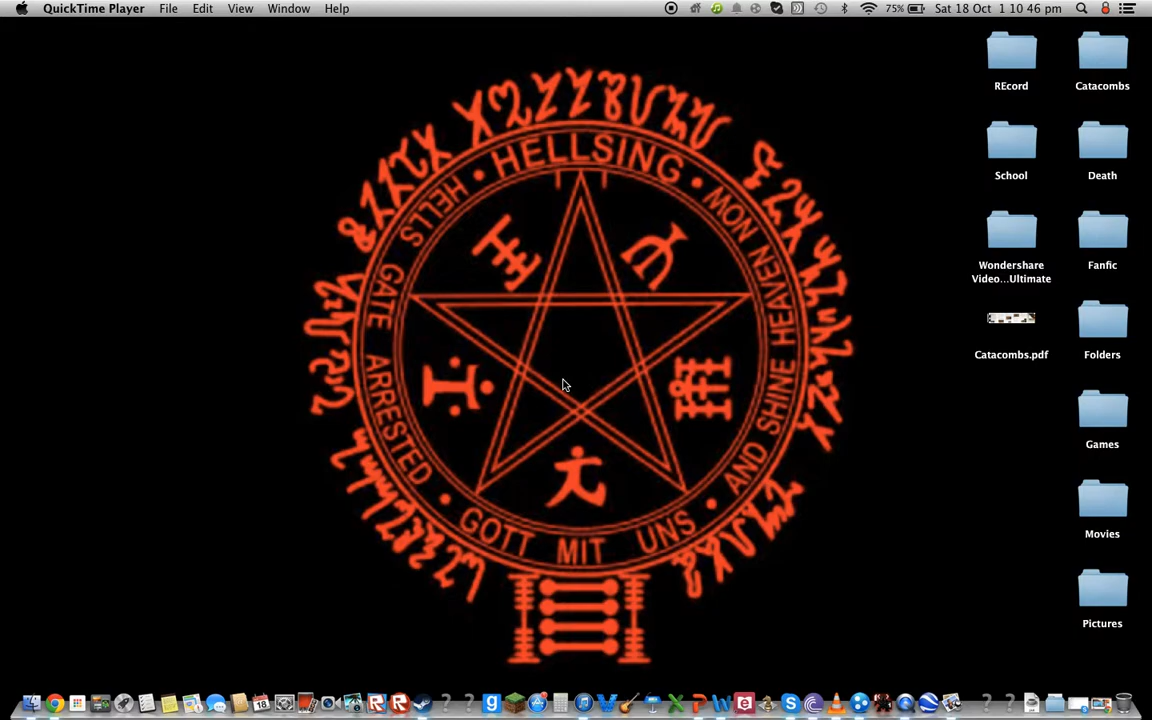 QuickTime Player File Edit View Window Help 75% Sat 18 Oct 1 10 46 pm
REcord
Catacombs
School
Death
Wondershare
Video...Ultimate
Fanfic
Catacombs.pdf
Folders
Games
Movies
Pictures
HELLSING • HELLS GATE ARRESTED • GOTT MIT UNS • AND SHINE HEAVEN NOW •
18